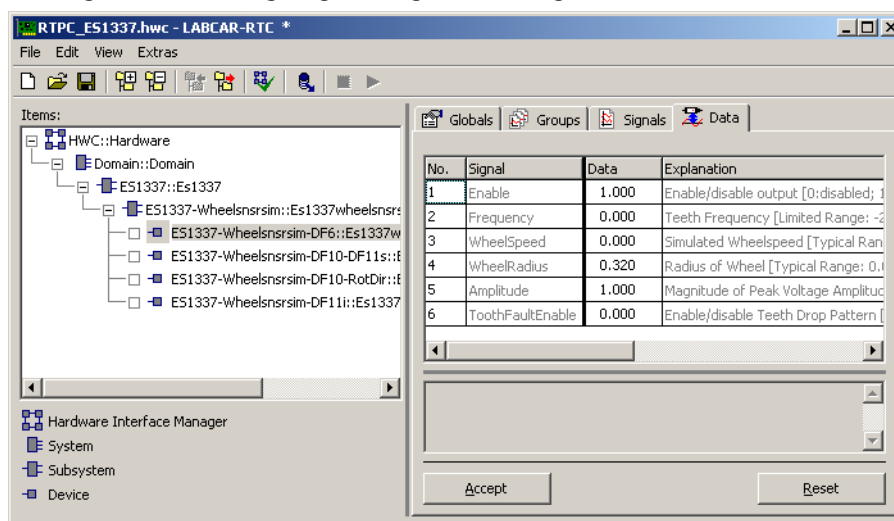 RTPC_ES1337.hwc - LABCAR-RTC *
File Edit View Extras
Items:
HWC::Hardware
Domain::Domain
ES1337::Es1337
ES1337-Wheelsnsrsim::Es1337wheelsnsrs
ES1337-Wheelsnsrsim-DF6::Es1337w
ES1337-Wheelsnsrsim-DF10-DF11s::E
ES1337-Wheelsnsrsim-DF10-RotDir::E
ES1337-Wheelsnsrsim-DF11i::Es1337
Hardware Interface Manager
System
Subsystem
Device
Globals Groups Signals Data
No. Signal Data Explanation
1 Enable 1.000 Enable/disable output [0:disabled; 1
2 Frequency 0.000 Teeth Frequency [Limited Range: -2
3 WheelSpeed 0.000 Simulated Wheelspeed [Typical Ran
4 WheelRadius 0.320 Radius of Wheel [Typical Range: 0.
5 Amplitude 1.000 Magnitude of Peak Voltage Amplituc
6 ToothFaultEnable 0.000 Enable/disable Teeth Drop Pattern [
Accept Reset